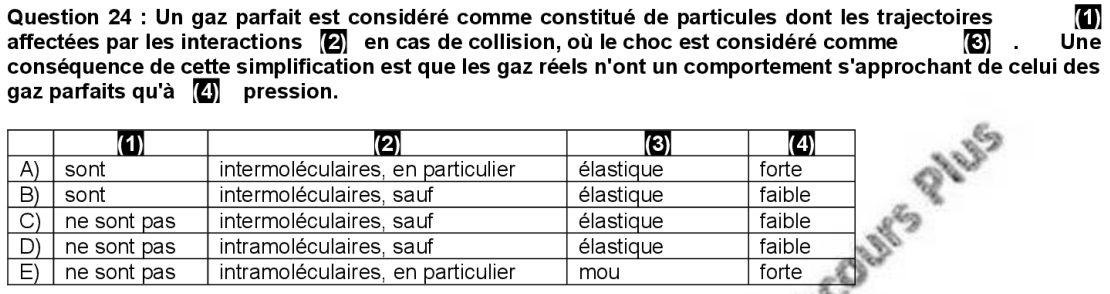 Question 24 : Un gaz parfait est considéré comme constitué de particules dont les trajectoires (1)
affectées par les interactions (2) en cas de collision, où le choc est considéré comme (3) . Une
conséquence de cette simplification est que les gaz réels n'ont un comportement s'approchant de celui des
gaz parfaits qu'à (4) pression.
(1) (2) (3) (4)
A) sont intermoléculaires, en particulier élastique forte
B) sont intermoléculaires, sauf élastique faible
C) ne sont pas intermoléculaires, sauf élastique faible
D) ne sont pas intramoléculaires, sauf élastique faible
E) ne sont pas intramoléculaires, en particulier mou forte
Plus